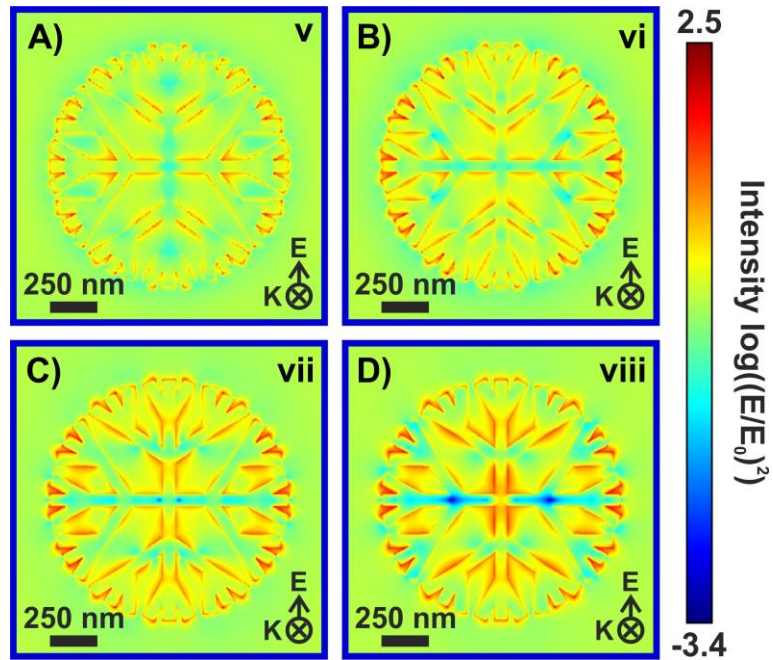 A) v
E
K
250 nm
B) vi
E
K
250 nm
C) vii
E
K
250 nm
D) viii
E
K
250 nm
2.5
Intensity log((E/E₀)²)
-3.4